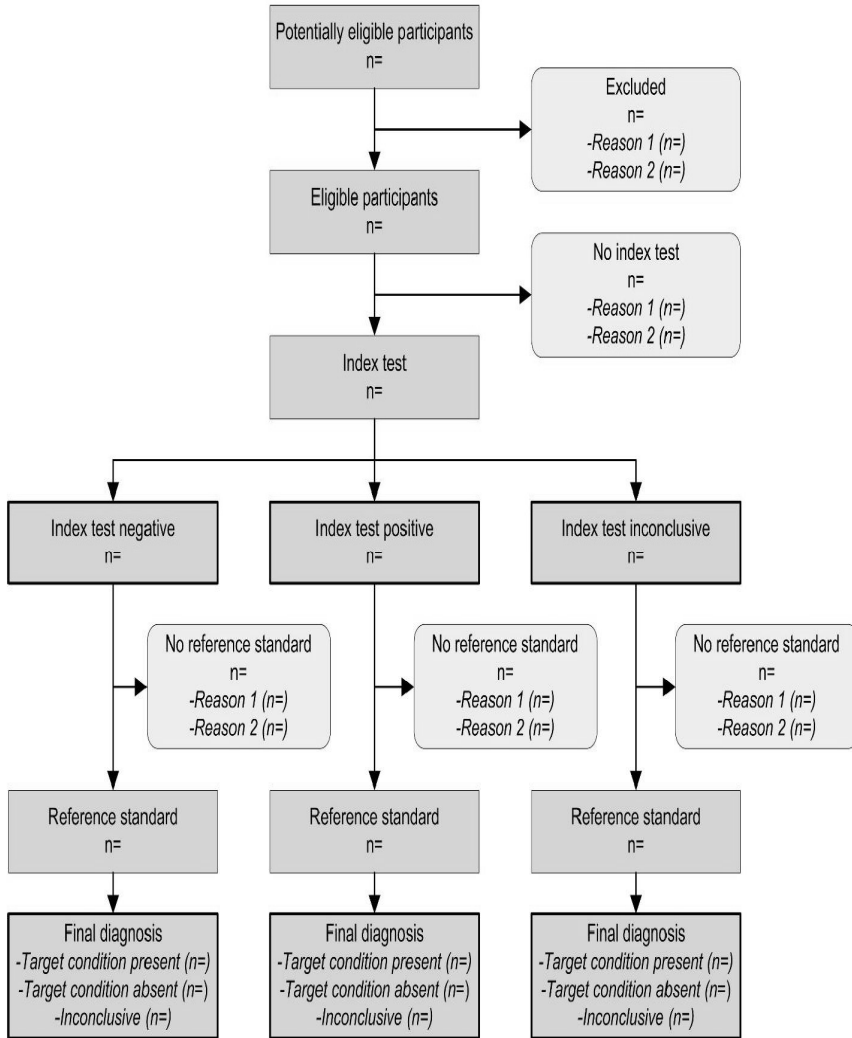 Potentially eligible participants
n=
Excluded
n=
-Reason 1 (n=)
-Reason 2 (n=)
Eligible participants
n=
No index test
n=
-Reason 1 (n=)
-Reason 2 (n=)
Index test
n=
Index test negative
n=
Index test positive
n=
Index test inconclusive
n=
No reference standard
n=
-Reason 1 (n=)
-Reason 2 (n=)
No reference standard
n=
-Reason 1 (n=)
-Reason 2 (n=)
No reference standard
n=
-Reason 1 (n=)
-Reason 2 (n=)
Reference standard
n=
Reference standard
n=
Reference standard
n=
Final diagnosis
-Target condition present (n=)
-Target condition absent (n=)
-Inconclusive (n=)
Final diagnosis
-Target condition present (n=)
-Target condition absent (n=)
-Inconclusive (n=)
Final diagnosis
-Target condition present (n=)
-Target condition absent (n=)
-Inconclusive (n=)